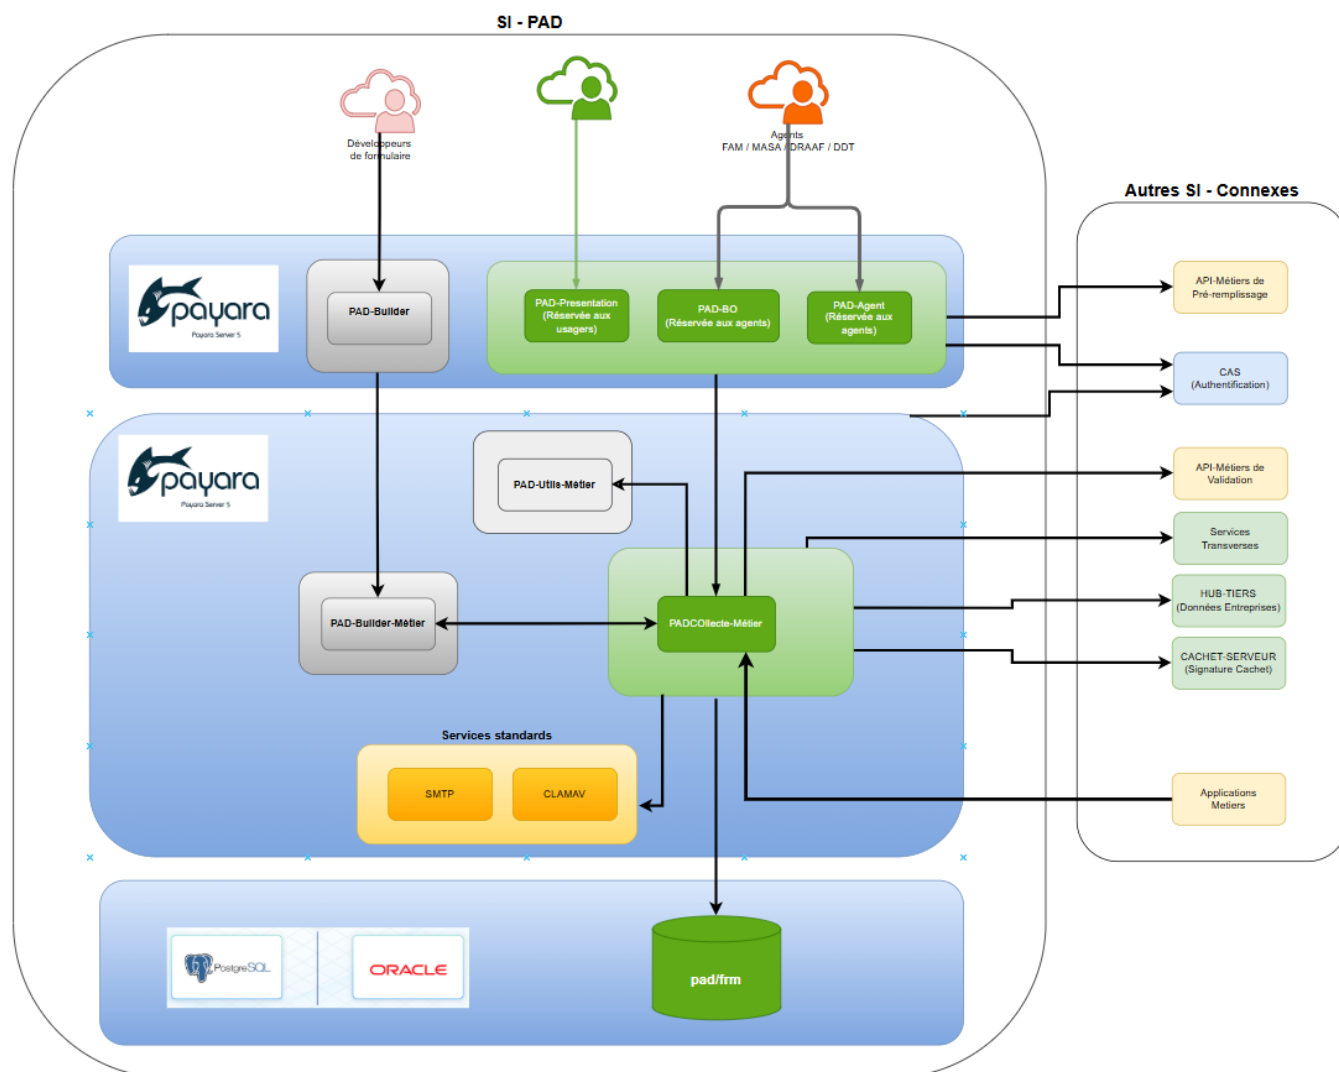 SI - PAD
Développeurs
de formulaire
Agents
FAM / MASA / DRAAF / DDT
Autres SI - Connexes
payara
Payara Server 5
PAD-Builder
PAD-Presentation
(Réservée aux
usagers)
PAD-BO
(Réservée aux agents)
PAD-Agent
(Réservée aux
agents)
API-Métiers de
Pré-remplissage
CAS
(Authentification)
payara
Payara Server 5
PAD-Utils-Métier
API-Métiers de
Validation
Services
Transverses
HUB-TIERS
(Données Entreprises)
PAD-Builder-Métier
PADCOllecte-Métier
CACHET-SERVEUR
(Signature Cachet)
Services standards
SMTP
CLAMAV
Applications
Metiers
PostgreSQL
ORACLE
pad/frm